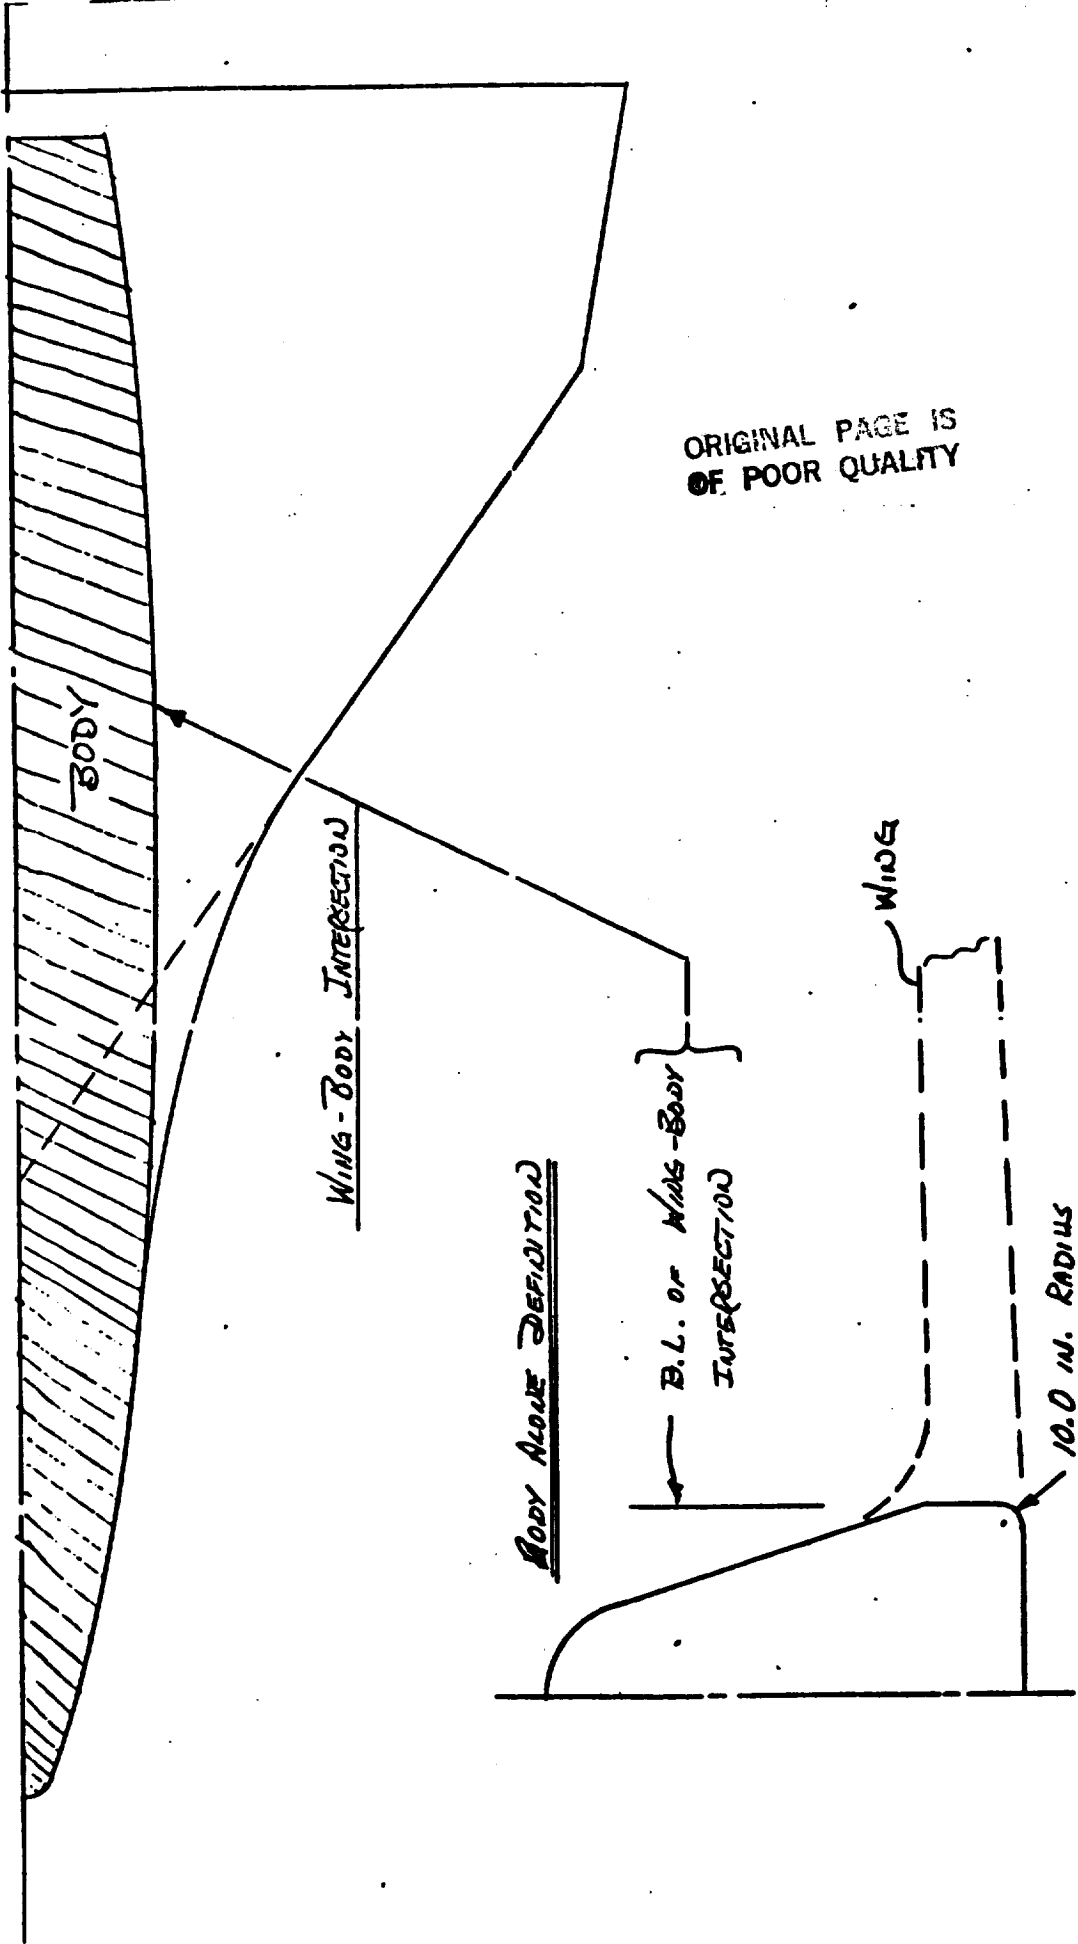 BODY
WING-BODY INTERSECTION
ORIGINAL PAGE IS
OF POOR QUALITY
BODY ALONE DEFINITION
B.L. OF WING-BODY
INTERSECTION
WING
10.0 IN. RADIUS